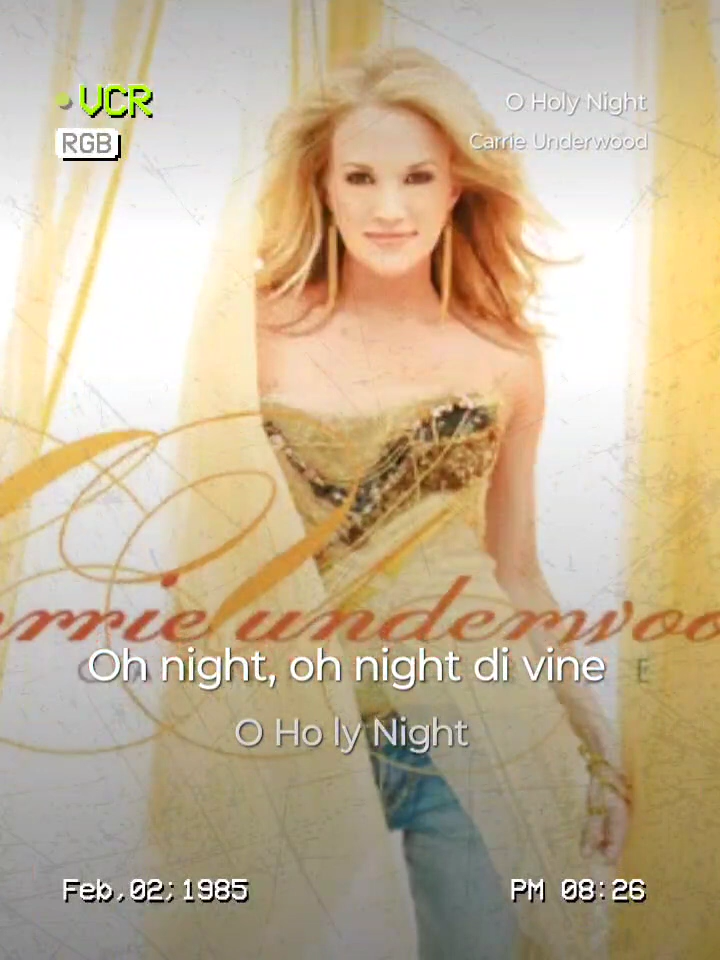 VCR
RGB
O Holy Night
Carrie Underwood
arrie underwoo
Oh night, oh night di vine
E
O Ho ly Night
Feb,02;1985
PM 08:26